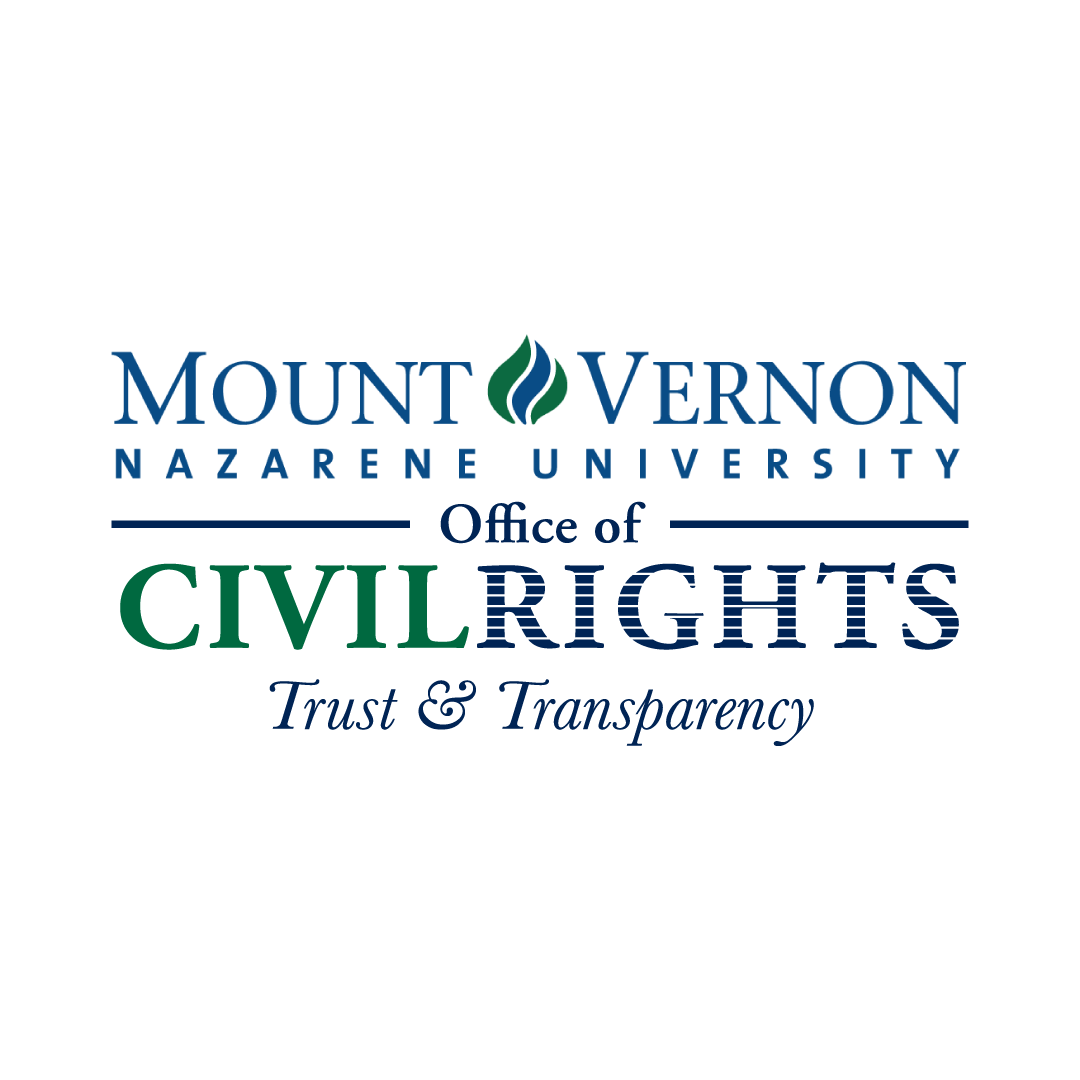 MOUNT VERNON
NAZARENE UNIVERSITY
Office of
CIVILRIGHTS
Trust & Transparency